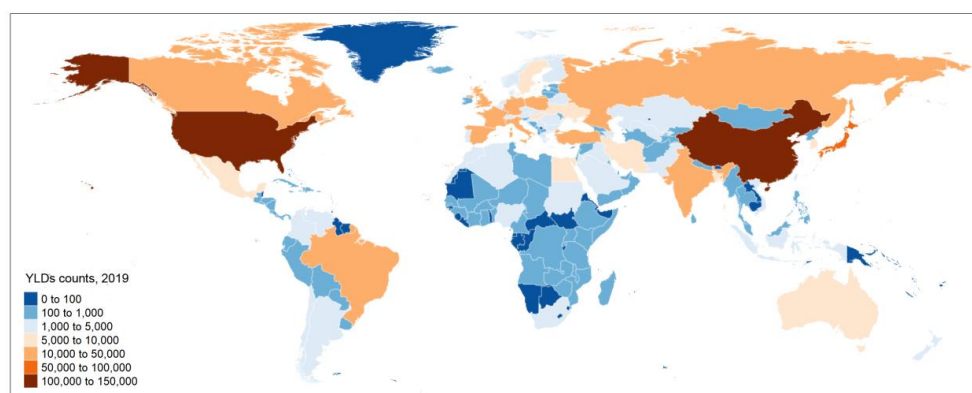 YLDs counts, 2019
0 to 100
100 to 1,000
1,000 to 5,000
5,000 to 10,000
10,000 to 50,000
50,000 to 100,000
100,000 to 150,000